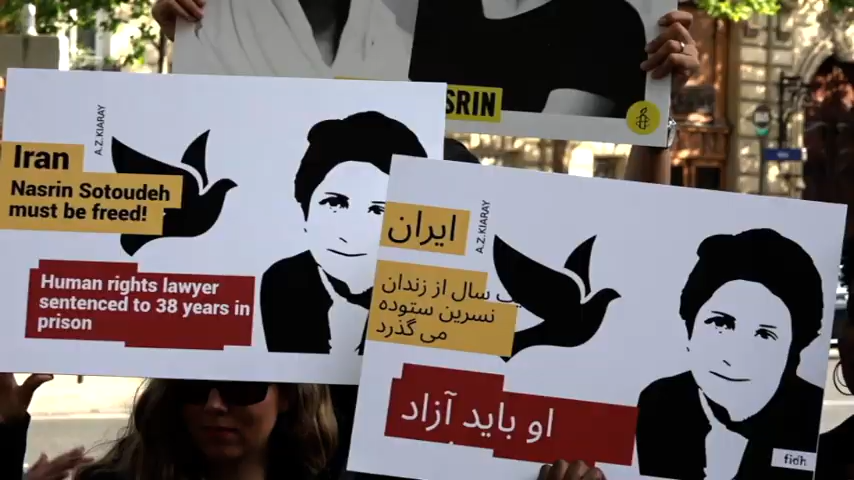 SRIN
A.Z.KIARAY
Iran
Nasrin Sotoudeh
must be freed!
Human rights lawyer
sentenced to 38 years in
prison
A.Z.KIARAY
ایران
سال از زندان
نسرین ستوده
می گذرد
او باید آزاد
fidh